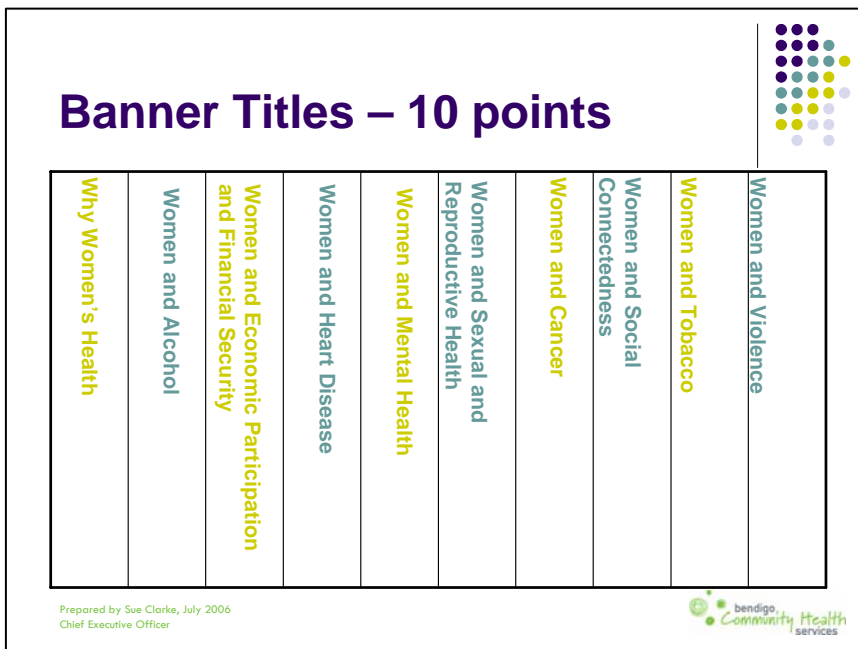 Banner Titles – 10 points
Why Women's Health
Women and Alcohol
Women and Economic Participation
and Financial Security
Women and Heart Disease
Women and Mental Health
Women and Sexual and
Reproductive Health
Women and Cancer
Women and Social
Connectedness
Women and Tobacco
Women and Violence
Prepared by Sue Clarke, July 2006
Chief Executive Officer
bendigo
Community Health
services